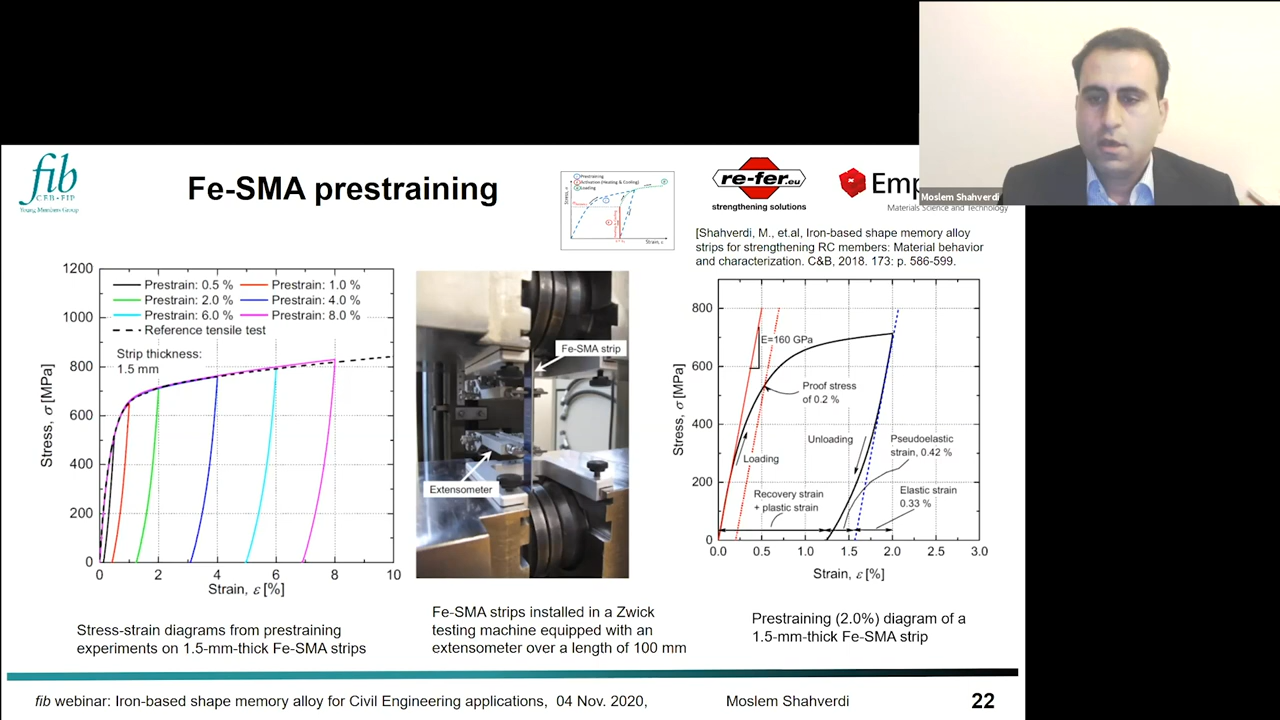 Moslem Shahverdi
fib
CEB-FIP
Young Members Group
Fe-SMA prestraining
Prestraining
Activation (Heating & Cooling)
Loading
Stress, σ
Strain, ε
re-fer.eu
strengthening solutions
Materials Science and Technology
[Shahverdi, M., et.al, Iron-based shape memory alloy
strips for strengthening RC members: Material behavior
and characterization. C&B, 2018. 173: p. 586-599.
1200
1000
800
600
400
200
0
0 2 4 6 8 10
Stress, σ [MPa]
Strain, ε [%]
Prestrain: 0.5 % Prestrain: 1.0 %
Prestrain: 2.0 % Prestrain: 4.0 %
Prestrain: 6.0 % Prestrain: 8.0 %
Reference tensile test
Strip thickness:
1.5 mm
Fe-SMA strip
Extensometer
800
600
400
200
0
0.0 0.5 1.0 1.5 2.0 2.5 3.0
Stress, σ [MPa]
Strain, ε [%]
E=160 GPa
Proof stress
of 0.2 %
Unloading
Loading
Pseudoelastic
strain, 0.42 %
Recovery strain
+ plastic strain
Elastic strain
0.33 %
Stress-strain diagrams from prestraining
experiments on 1.5-mm-thick Fe-SMA strips
Fe-SMA strips installed in a Zwick
testing machine equipped with an
extensometer over a length of 100 mm
Prestraining (2.0%) diagram of a
1.5-mm-thick Fe-SMA strip
fib webinar: Iron-based shape memory alloy for Civil Engineering applications, 04 Nov. 2020,
Moslem Shahverdi
22